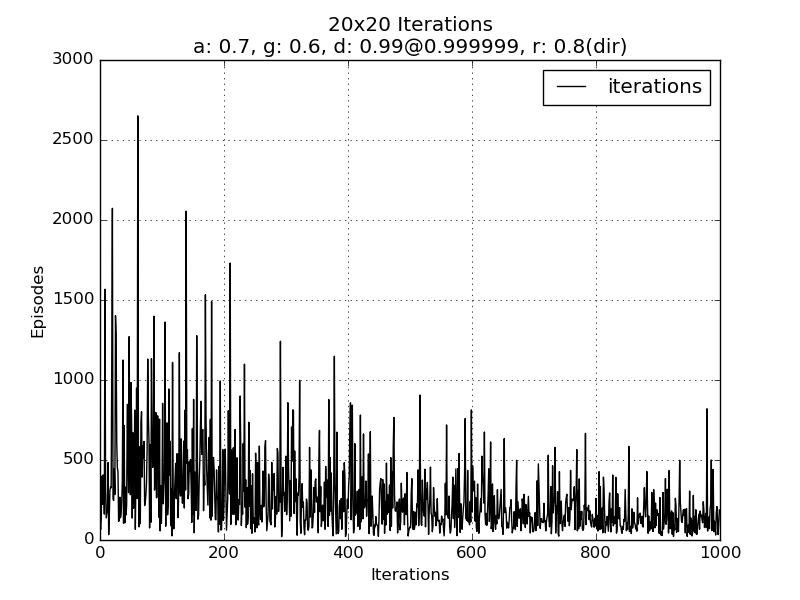 20x20 Iterations
a: 0.7, g: 0.6, d: 0.99@0.999999, r: 0.8(dir)
3000
iterations
2500
2000
1500
1000
500
0
Episodes
0 200 400 600 800 1000
Iterations